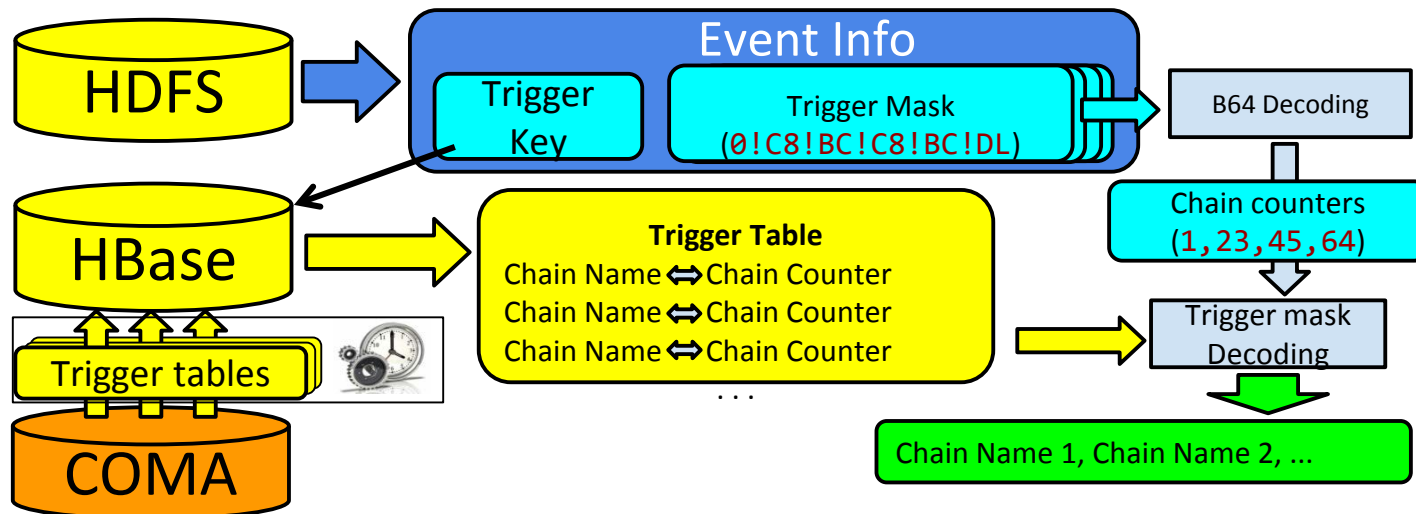 HDFS
Event Info
Trigger
Key
Trigger Mask
(0!C8!BC!C8!BC!DL)
B64 Decoding
Chain counters
(1,23,45,64)
HBase
Trigger Table
Chain Name ⇔ Chain Counter
Chain Name ⇔ Chain Counter
Chain Name ⇔ Chain Counter
. . .
Trigger mask
Decoding
Trigger tables
COMA
Chain Name 1, Chain Name 2, ...